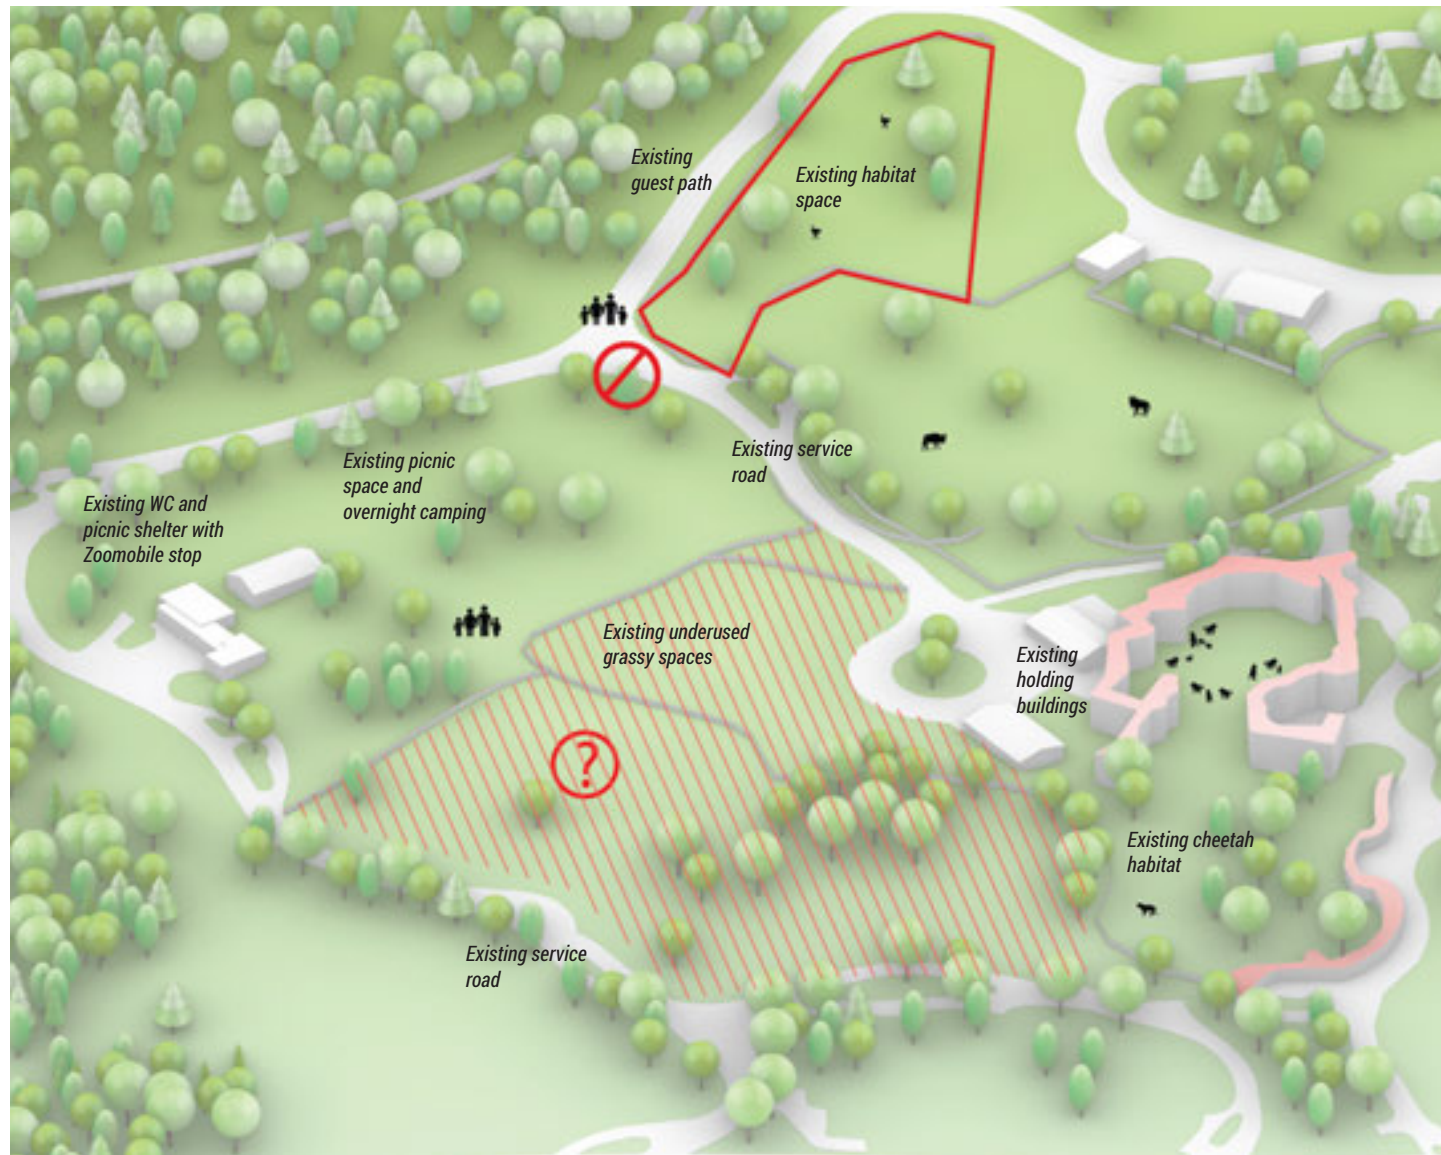 Existing
guest path
Existing habitat
space
Existing service
road
Existing picnic
space and
overnight camping
Existing WC and
picnic shelter with
Zoomobile stop
Existing underused
grassy spaces
Existing
holding
buildings
?
Existing cheetah
habitat
Existing service
road